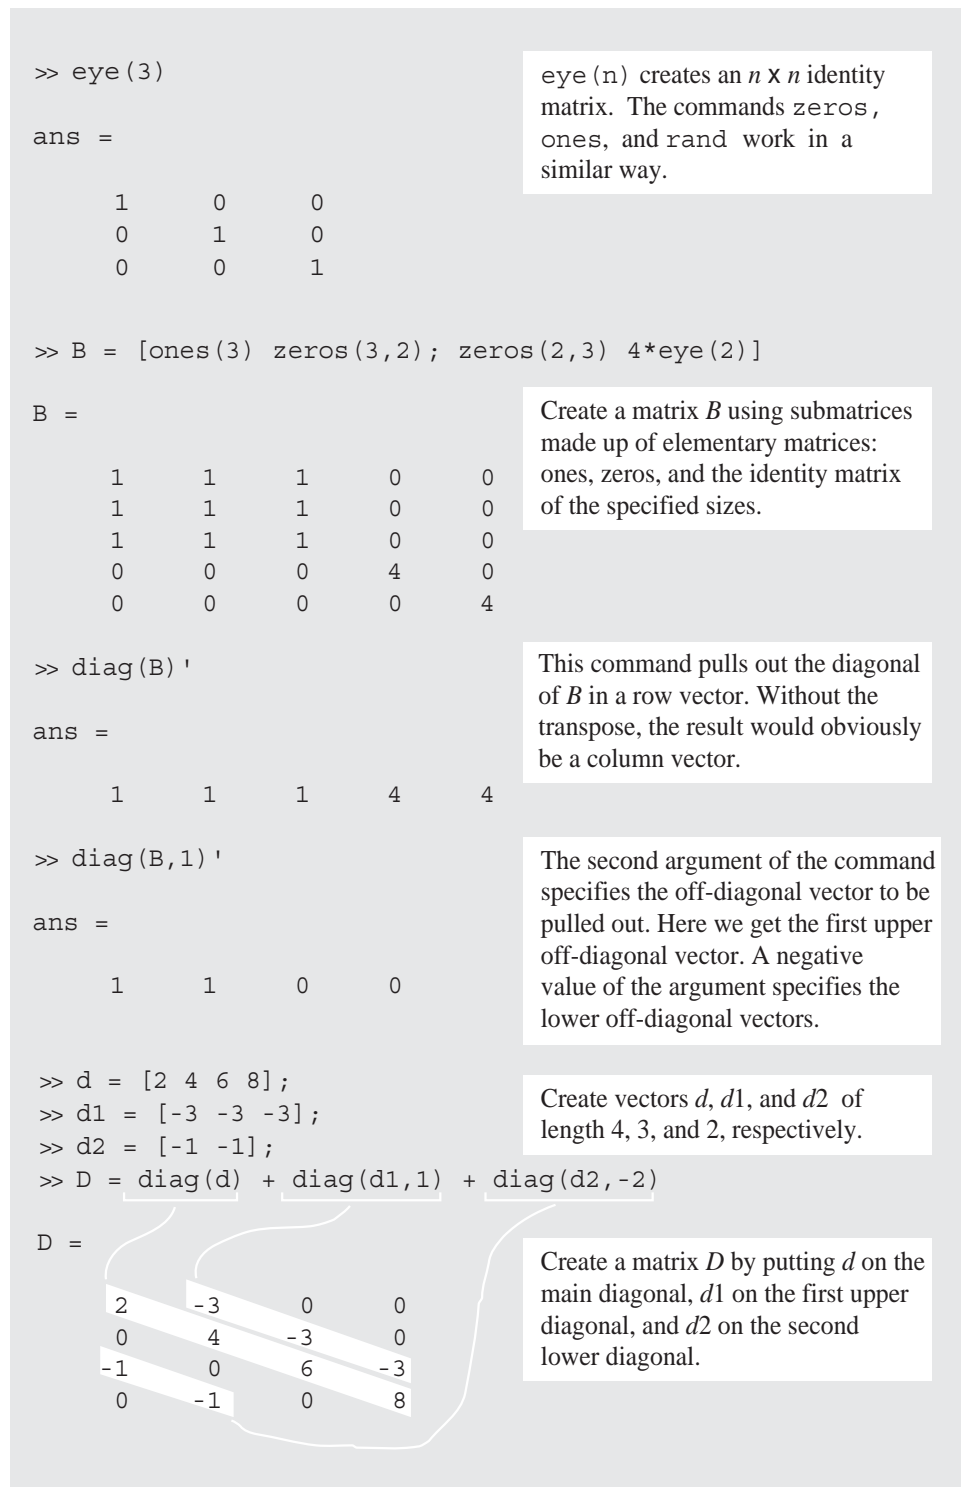 >> eye(3)
eye(n) creates an n x n identity
matrix. The commands zeros,
ones, and rand work in a
similar way.
ans =
1 0 0
0 1 0
0 0 1
>> B = [ones(3) zeros(3,2); zeros(2,3) 4*eye(2)]
B =
Create a matrix B using submatrices
made up of elementary matrices:
ones, zeros, and the identity matrix
of the specified sizes.
1 1 1 0 0
1 1 1 0 0
1 1 1 0 0
0 0 0 4 0
0 0 0 0 4
>> diag(B)'
This command pulls out the diagonal
of B in a row vector. Without the
transpose, the result would obviously
be a column vector.
ans =
1 1 1 4 4
>> diag(B,1)'
The second argument of the command
specifies the off-diagonal vector to be
pulled out. Here we get the first upper
off-diagonal vector. A negative
value of the argument specifies the
lower off-diagonal vectors.
ans =
1 1 0 0
>> d = [2 4 6 8];
>> d1 = [-3 -3 -3];
>> d2 = [-1 -1];
Create vectors d, d1, and d2 of
length 4, 3, and 2, respectively.
>> D = diag(d) + diag(d1,1) + diag(d2,-2)
D =
Create a matrix D by putting d on the
main diagonal, d1 on the first upper
diagonal, and d2 on the second
lower diagonal.
2 -3 0 0
0 4 -3 0
-1 0 6 -3
0 -1 0 8